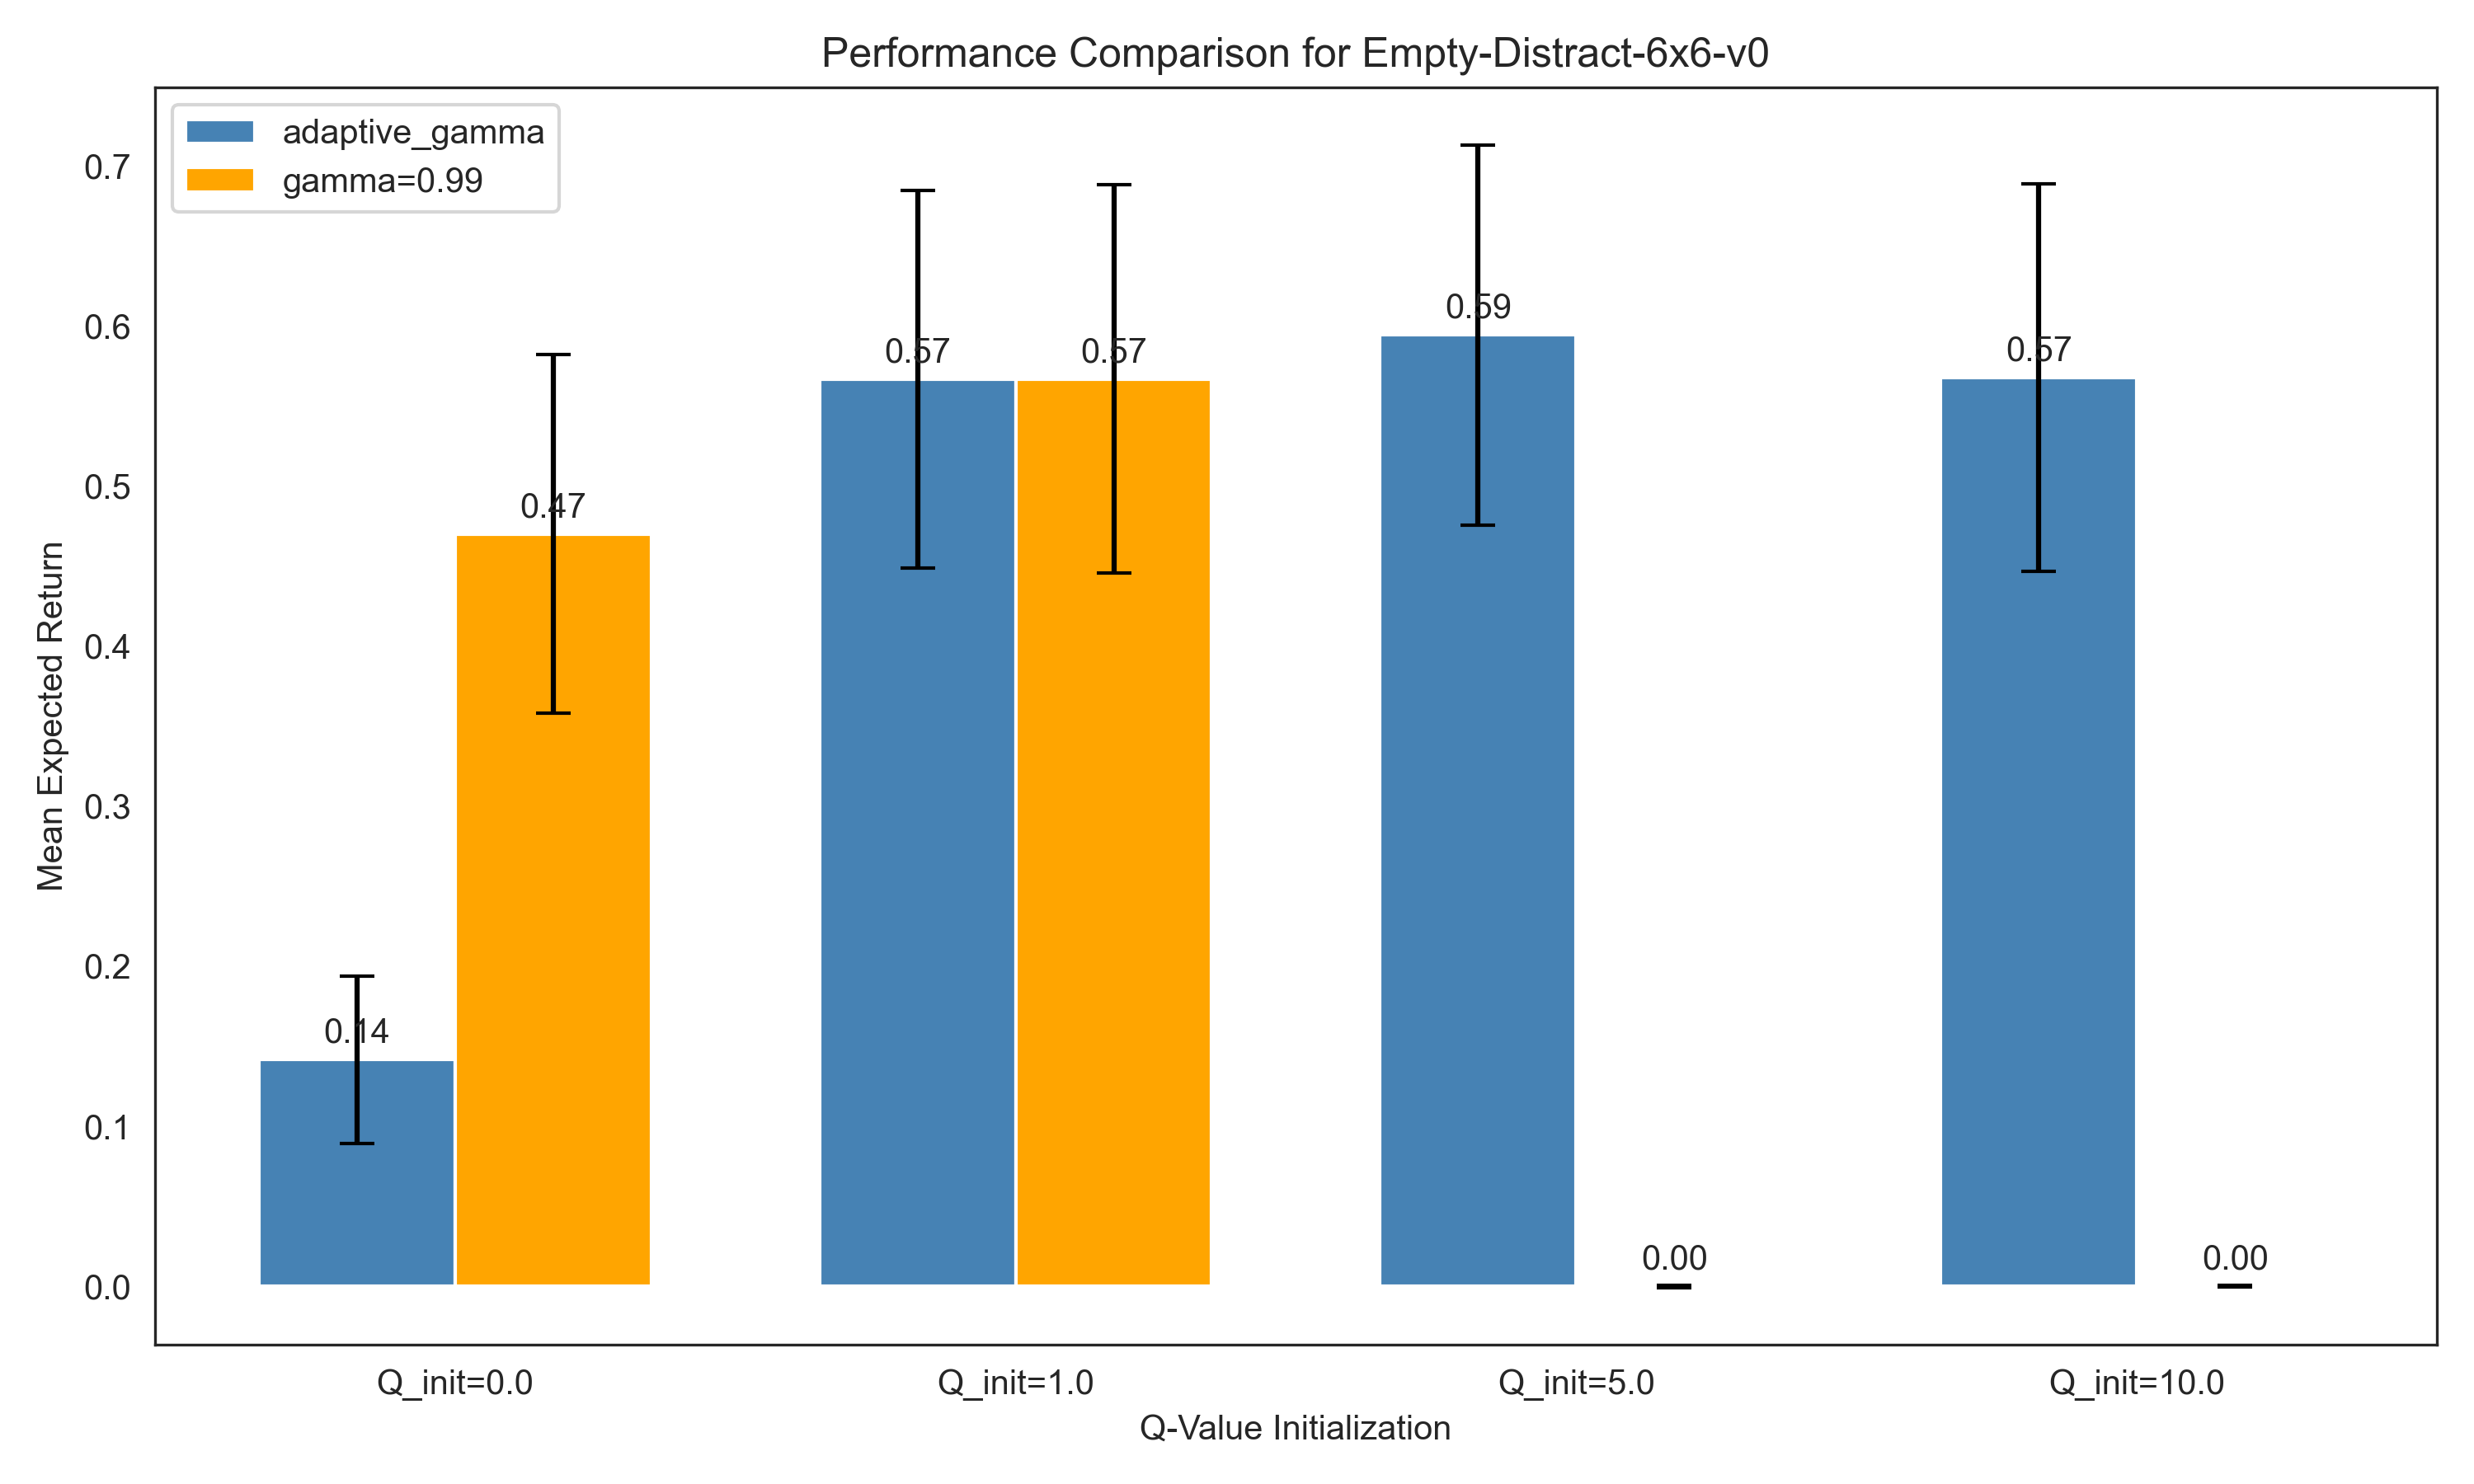 Performance Comparison for Empty-Distract-6x6-v0
adaptive_gamma
gamma=0.99
Mean Expected Return
0.7
0.6
0.5
0.4
0.3
0.2
0.1
0.0
0.14
0.47
0.57
0.57
0.59
0.00
0.57
0.00
Q_init=0.0
Q_init=1.0
Q_init=5.0
Q_init=10.0
Q-Value Initialization